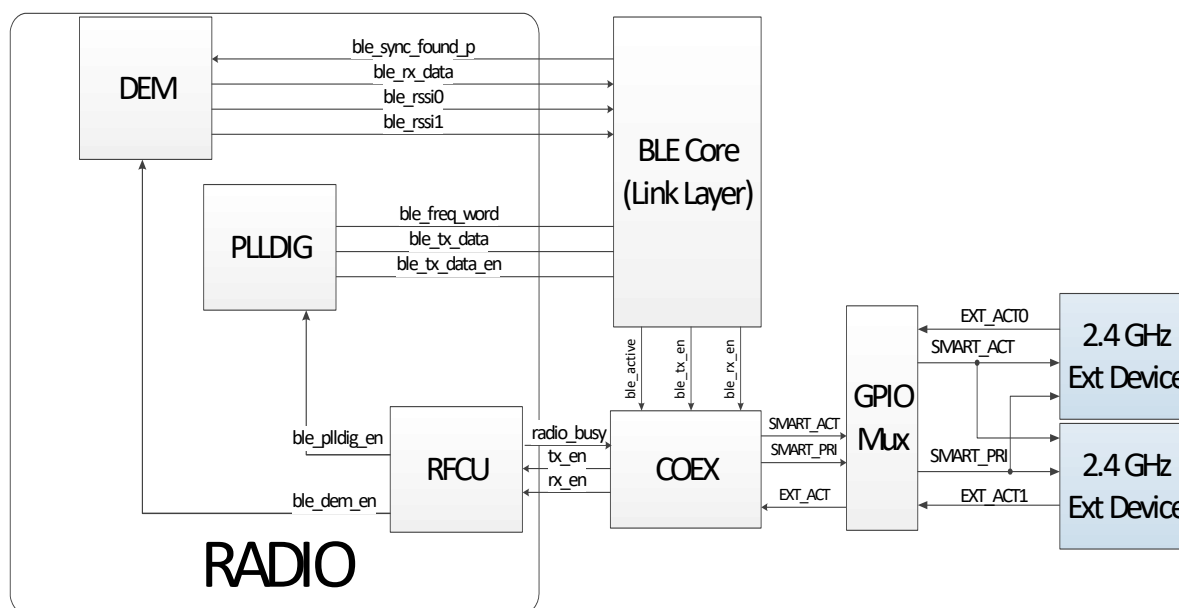 ble_sync_found_p
ble_rx_data
ble_rssi0
ble_rssi1
DEM
BLE Core
(Link Layer)
ble_freq_word
ble_tx_data
ble_tx_data_en
PLLDIG
ble_active
ble_tx_en
ble_rx_en
EXT_ACT0
SMART_ACT
2.4 GHz
Ext Device
GPIO
Mux
ble_plldig_en
radio_busy
tx_en
rx_en
RFCU
COEX
SMART_ACT
SMART_PRI
EXT_ACT
SMART_PRI
EXT_ACT1
2.4 GHz
Ext Device
ble_dem_en
RADIO